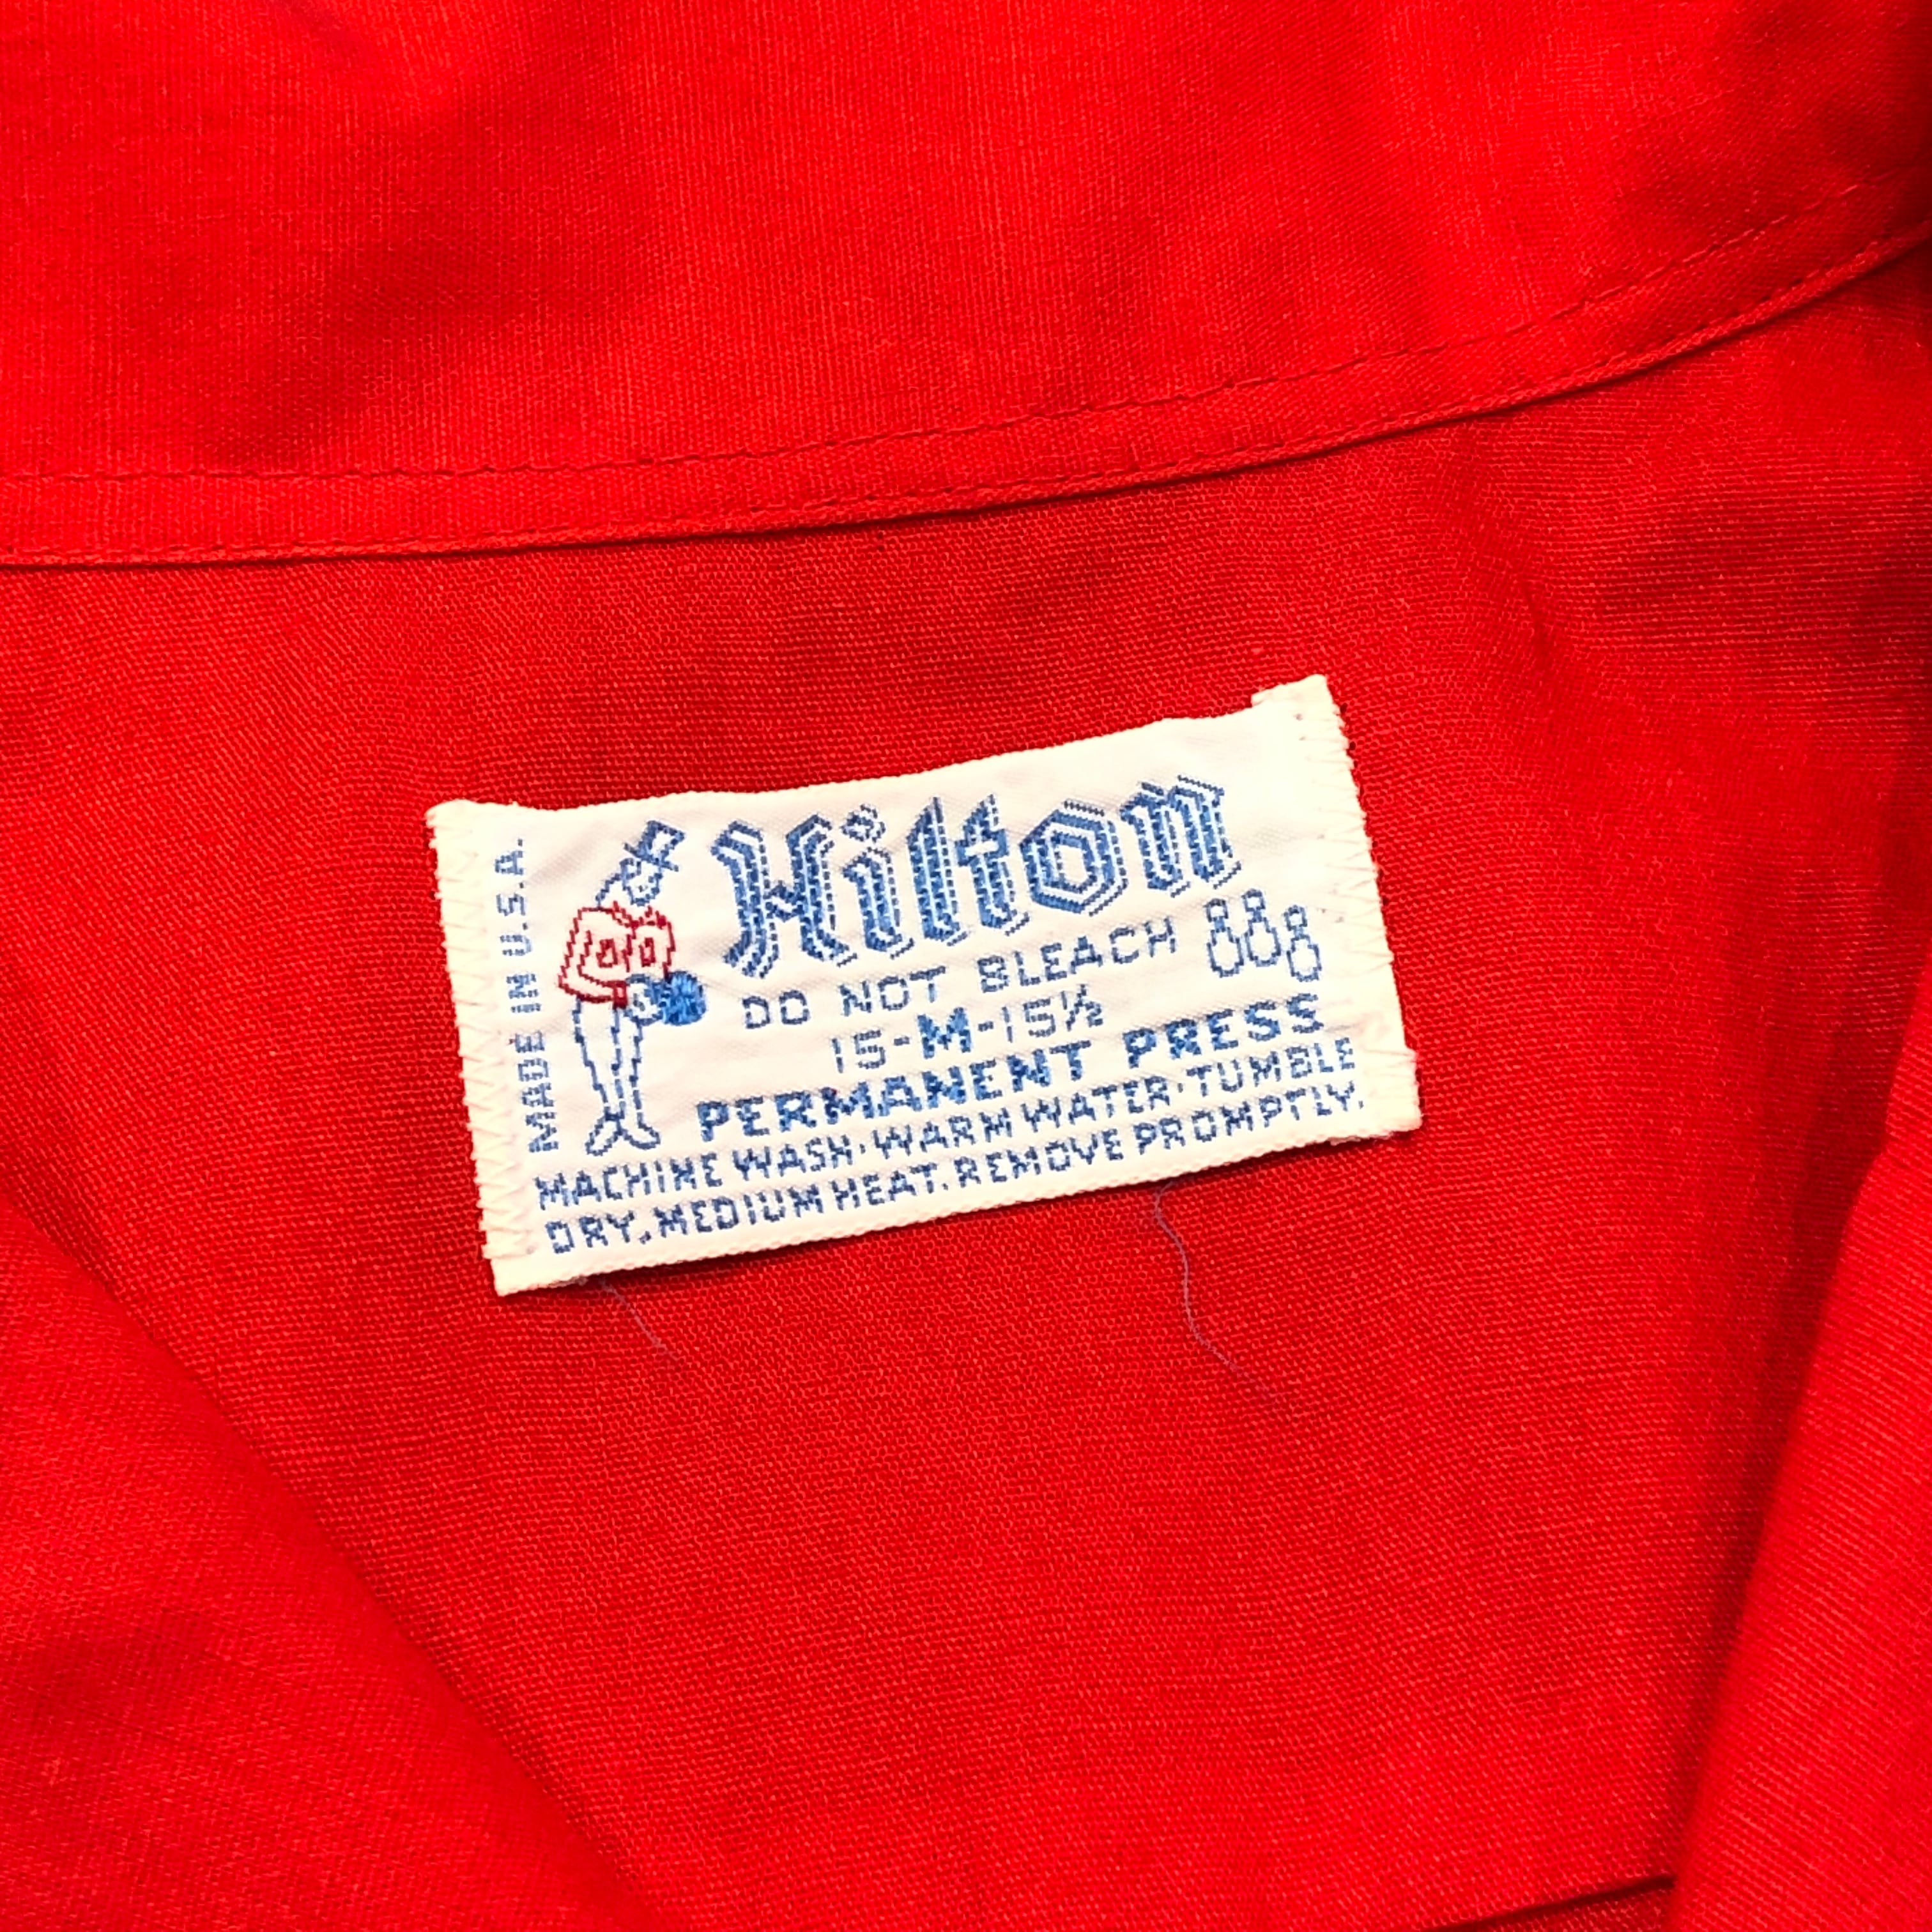 MADE IN U.S.A.
Hilton
DO NOT BLEACH
15-M-15½
PERMANENT PRESS
MACHINE WASH·WARM WATER·TUMBLE
DRY, MEDIUM HEAT. REMOVE PROMPTLY.